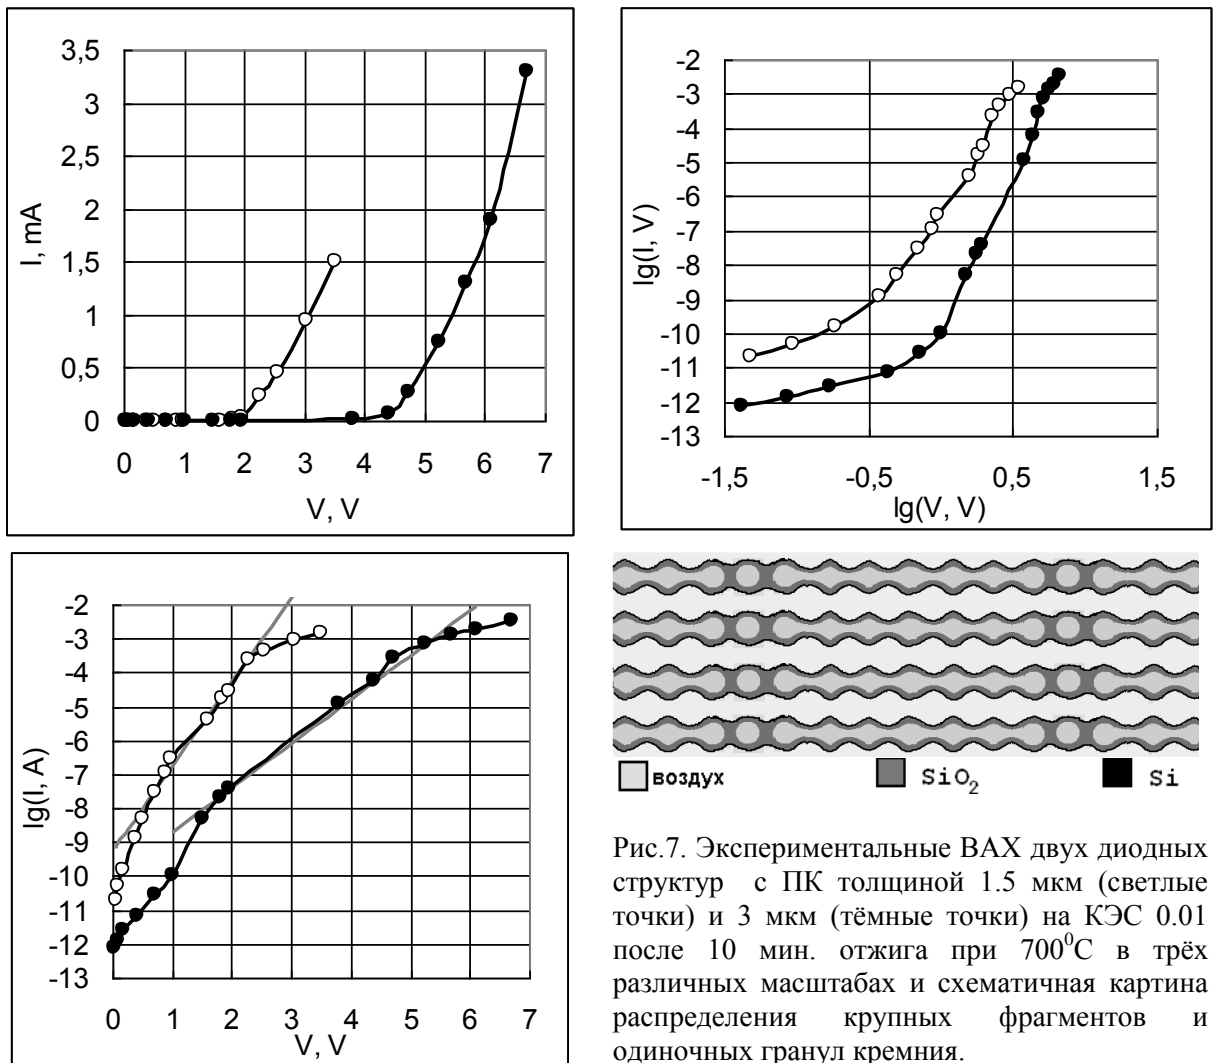 3,5
3
2,5
2
1,5
1
0,5
0
I, mA
0 1 2 3 4 5 6 7
V, V
-2
-3
-4
-5
-6
-7
-8
-9
-10
-11
-12
-13
lg(I, V)
-1,5 -0,5 0,5 1,5
lg(V, V)
-2
-3
-4
-5
-6
-7
-8
-9
-10
-11
-12
-13
lg(I, A)
0 1 2 3 4 5 6 7
V, V
воздух SiO₂ Si
Рис.7. Экспериментальные ВАХ двух диодных
структур с ПК толщиной 1.5 мкм (светлые
точки) и 3 мкм (тёмные точки) на КЭС 0.01
после 10 мин. отжига при 700⁰С в трёх
различных масштабах и схематичная картина
распределения крупных фрагментов и
одиночных гранул кремния.